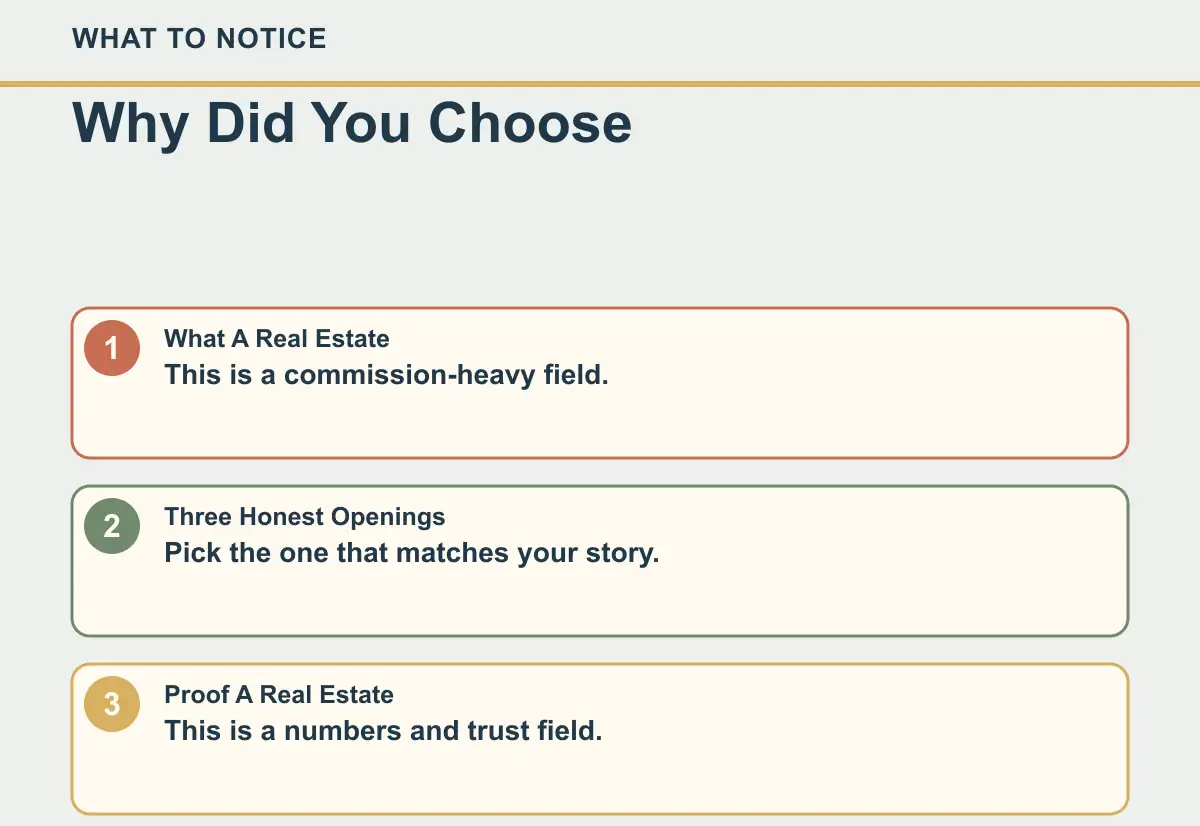 WHAT TO NOTICE
Why Did You Choose
1
What A Real Estate
This is a commission-heavy field.
2
Three Honest Openings
Pick the one that matches your story.
3
Proof A Real Estate
This is a numbers and trust field.